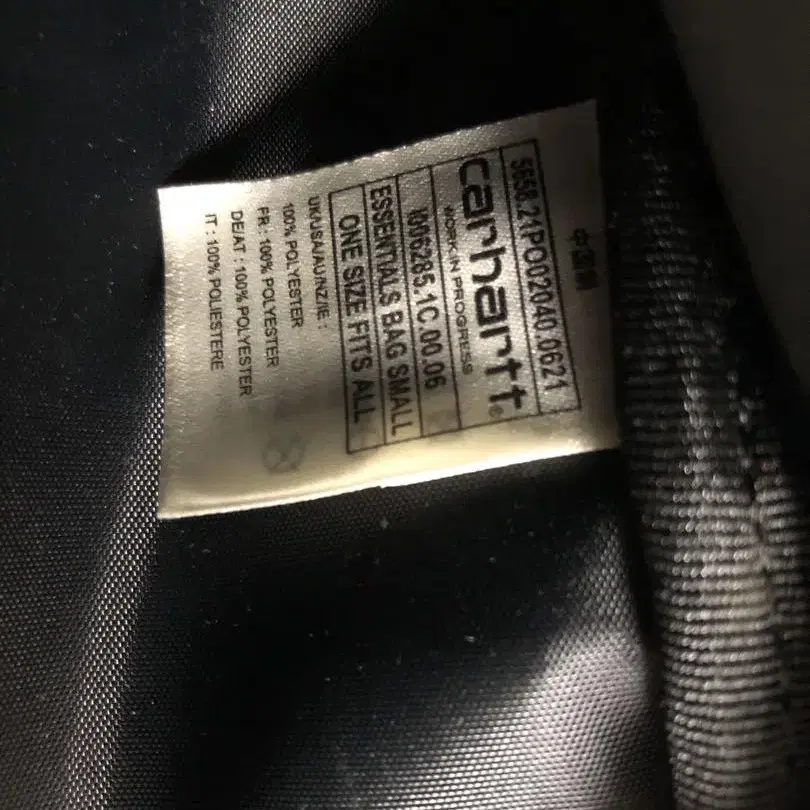 中国制
5658.21PO02040.0621
carhartt
WORK IN PROGRESS
I006285.1C.00.06
ESSENTIALS BAG SMALL
ONE SIZE FITS ALL
UK/USA/AU/NZ/IE :
100% POLYESTER
FR : 100% POLYESTER
DE/AT : 100% POLYESTER
IT : 100% POLIESTERE